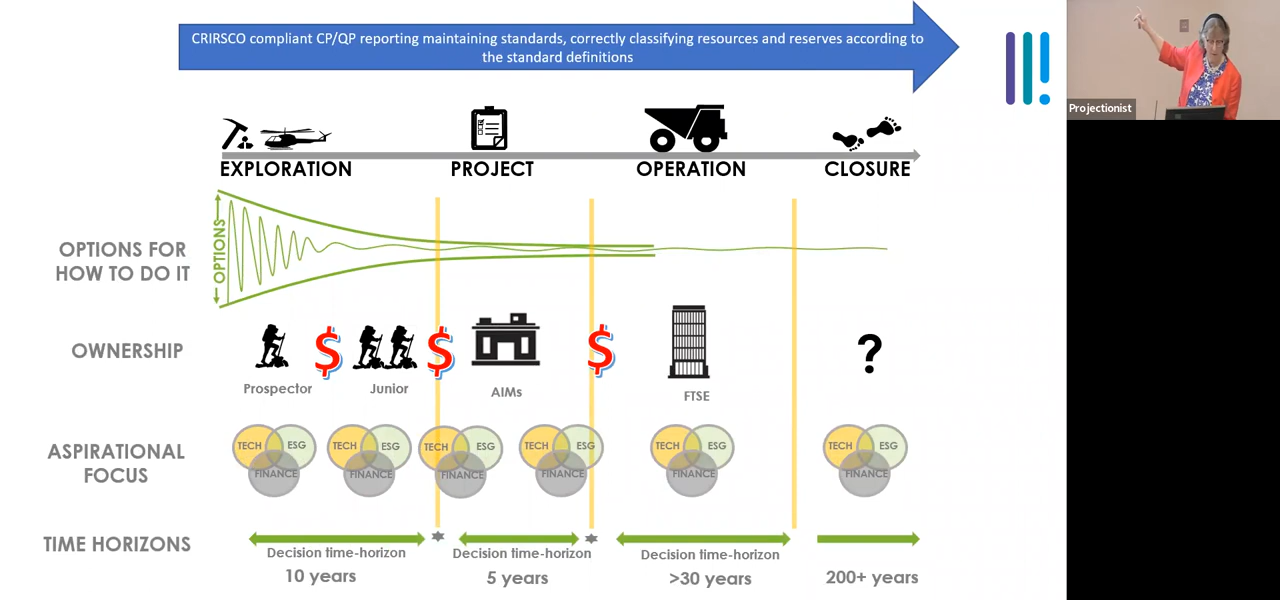 CRIRSCO compliant CP/QP reporting maintaining standards, correctly classifying resources and reserves according to
the standard definitions
Projectionist
EXPLORATION
PROJECT
OPERATION
CLOSURE
OPTIONS FOR
HOW TO DO IT
OPTIONS
OWNERSHIP
$
$
$
?
Prospector
Junior
AIMs
FTSE
ASPIRATIONAL
FOCUS
TECH ESG
FINANCE
TECH ESG
FINANCE
TECH ESG
FINANCE
TECH ESG
FINANCE
TECH ESG
FINANCE
TECH ESG
FINANCE
TIME HORIZONS
Decision time-horizon
10 years
Decision time-horizon
5 years
Decision time-horizon
>30 years
200+ years